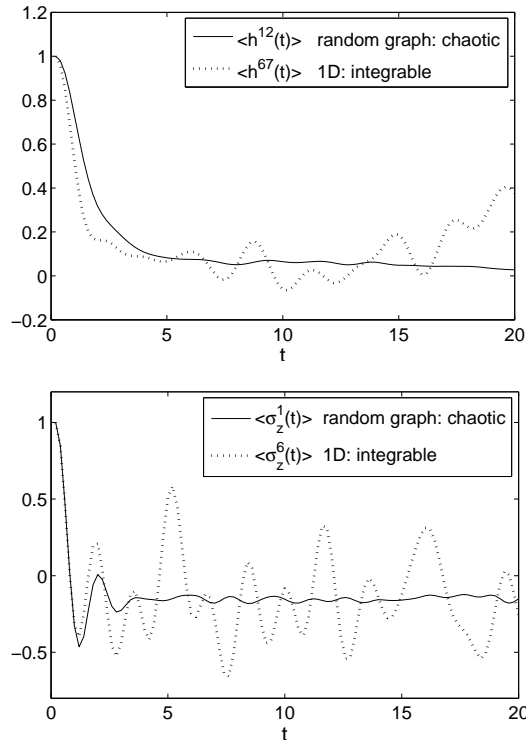 1.2
1
0.8
0.6
0.4
0.2
0
−0.2
<h¹²(t)> random graph: chaotic
<h⁶⁷(t)> 1D: integrable
0 5 10 15 20
t
1
0.5
0
−0.5
<σ_z^1(t)> random graph: chaotic
<σ_z^6(t)> 1D: integrable
0 5 10 15 20
t